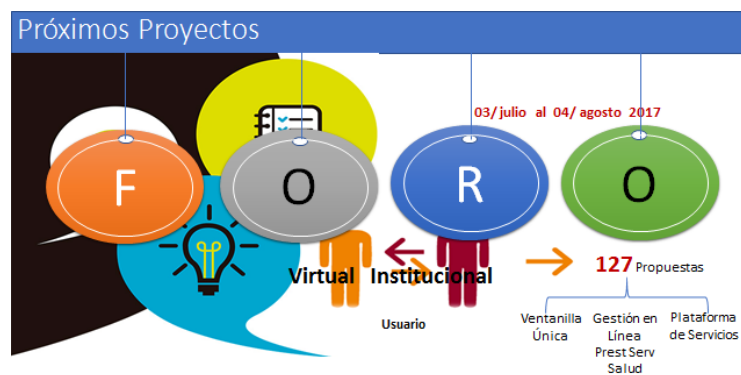 Próximos Proyectos
03/julio al 04/agosto 2017
F O R O
Virtual Institucional
127 Propuestas
Usuario
Ventanilla
Única
Gestión en
Línea
Prest Serv
Salud
Plataforma
de Servicios